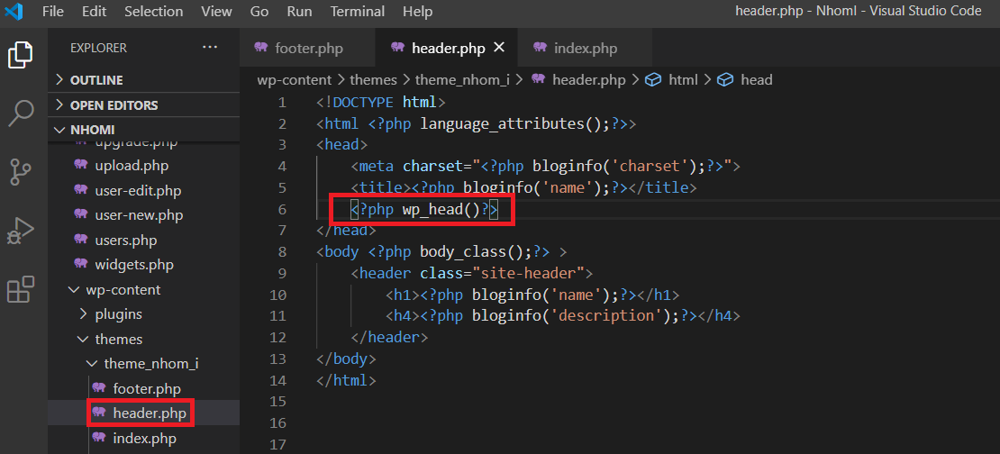 File Edit Selection View Go Run Terminal Help header.php - NhomI - Visual Studio Code
EXPLORER ...
OUTLINE
OPEN EDITORS
NHOMI
upgrade.php
upload.php
user-edit.php
user-new.php
users.php
widgets.php
wp-content
plugins
themes
theme_nhom_i
footer.php
header.php
index.php
footer.php header.php index.php
wp-content > themes > theme_nhom_i > header.php > html > head
1 <!DOCTYPE html>
2 <html <?php language_attributes();?>>
3 <head>
4 <meta charset="<?php bloginfo('charset');?>">
5 <title><?php bloginfo('name');?></title>
6 <?php wp_head()?>
7 </head>
8 <body <?php body_class();?> >
9 <header class="site-header">
10 <h1><?php bloginfo('name');?></h1>
11 <h4><?php bloginfo('description');?></h4>
12 </header>
13 </body>
14 </html>
15
16
17